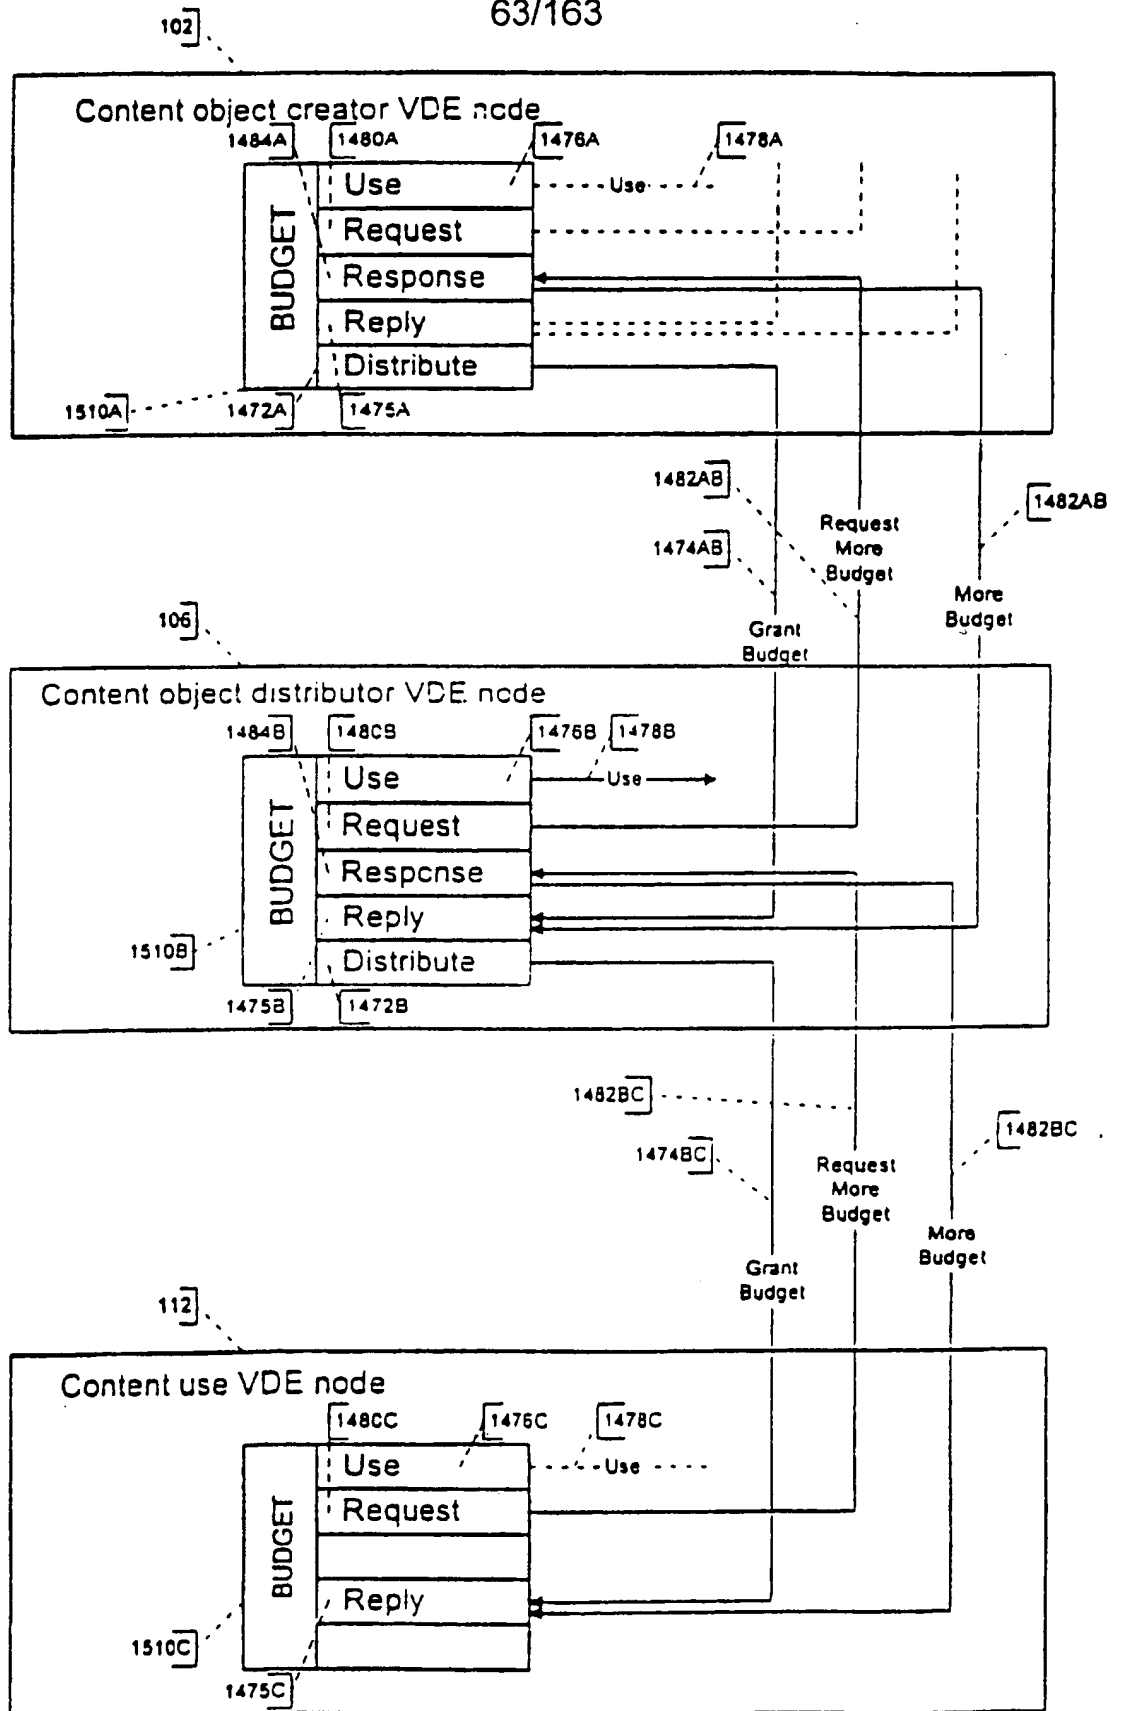 63/163
102
Content object creator VDE node
1484A
1480A
1476A
1478A
BUDGET
Use
Use
Request
Response
Reply
Distribute
1510A
1472A
1475A
1482AB
1482AB
1474AB
Request
More
Budget
More
Budget
Grant
Budget
106
Content object distributor VDE node
1484B
1480B
1476B
1478B
BUDGET
Use
Use
Request
Response
Reply
Distribute
1510B
1475B
1472B
1482BC
1482BC
1474BC
Request
More
Budget
More
Budget
Grant
Budget
112
Content use VDE node
1480C
1476C
1478C
BUDGET
Use
Use
Request
Reply
1510C
1475C